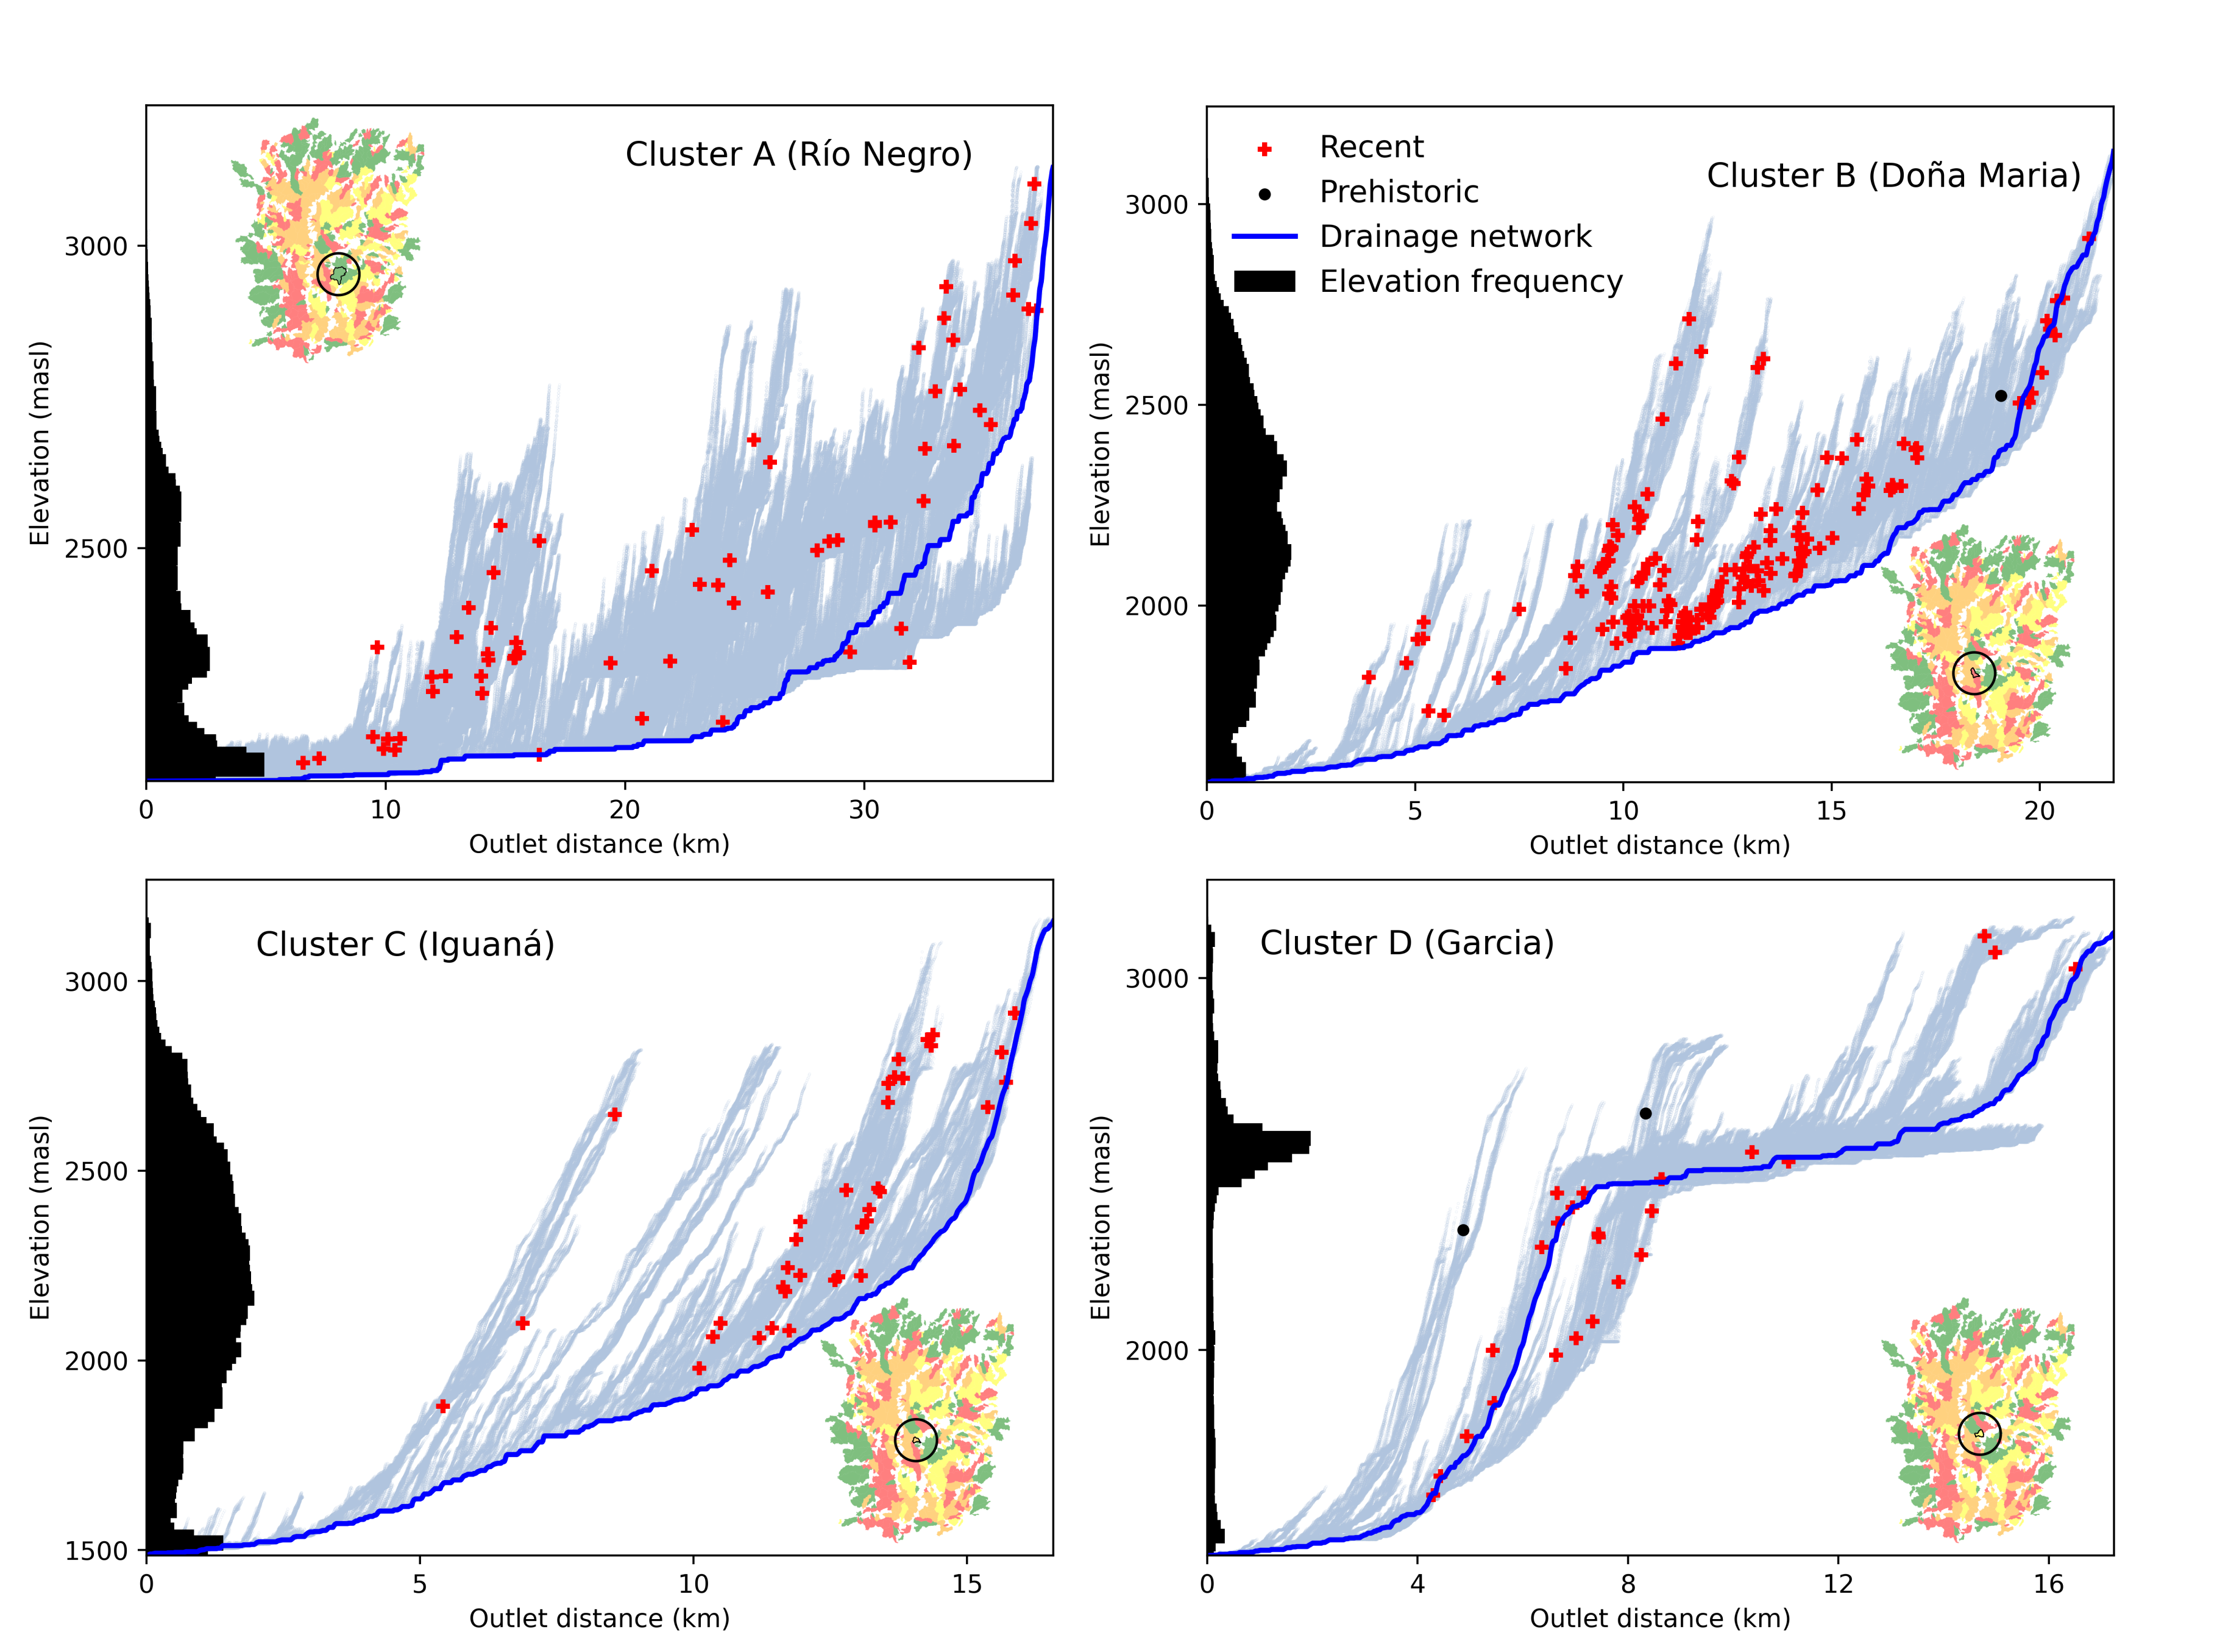 Cluster A (Río Negro)
3000
2500
Elevation (masl)
0
10
20
30
Outlet distance (km)
Recent
Prehistoric
Drainage network
Elevation frequency
Cluster B (Doña Maria)
3000
2500
2000
Elevation (masl)
0
5
10
15
20
Outlet distance (km)
Cluster C (Iguaná)
3000
2500
2000
1500
Elevation (masl)
0
5
10
15
Outlet distance (km)
Cluster D (Garcia)
3000
2000
Elevation (masl)
0
4
8
12
16
Outlet distance (km)